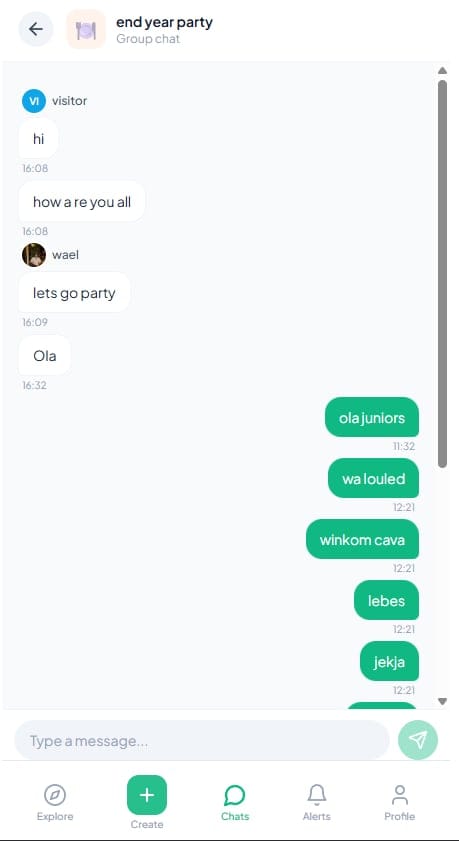 end year party
Group chat
VI visitor
hi
16:08
how a re you all
16:08
wael
lets go party
16:09
Ola
16:32
ola juniors
11:32
wa louled
12:21
winkom cava
12:21
lebes
12:21
jekja
12:21
Type a message...
Explore
Create
Chats
Alerts
Profile